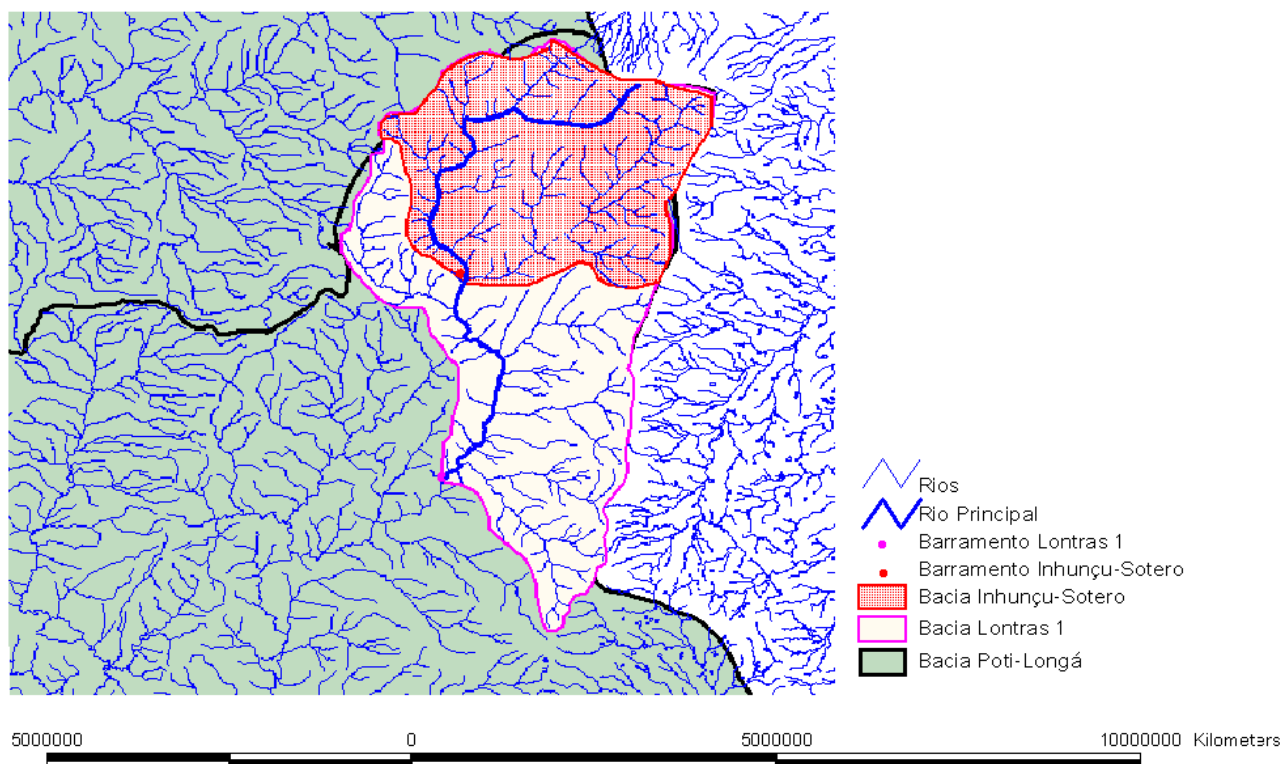 Rios
Rio Principal
Barramento Lontras 1
Barramento Inhunçu-Sotero
Bacia Inhunçu-Sotero
Bacia Lontras 1
Bacia Poti-Longá
5000000 0 5000000 10000000 Kilometers